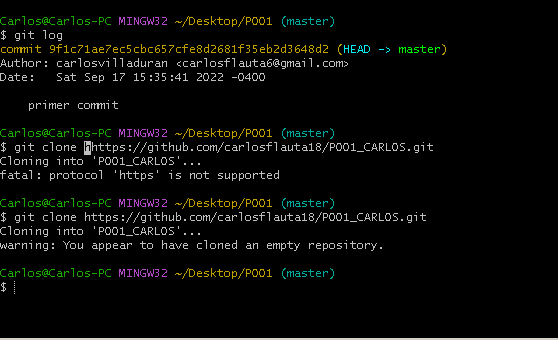 Carlos@Carlos-PC MINGW32 ~/Desktop/P001 (master)
$ git log
commit 9f1c71ae7ec5cbc657cfe8d2681f35eb2d3648d2 (HEAD -> master)
Author: carlosvilladuran <carlosflauta6@gmail.com>
Date:   Sat Sep 17 15:35:41 2022 -0400
primer commit
Carlos@Carlos-PC MINGW32 ~/Desktop/P001 (master)
$ git clone hhttps://github.com/carlosflauta18/P001_CARLOS.git
Cloning into 'P001_CARLOS'...
fatal: protocol 'https' is not supported
Carlos@Carlos-PC MINGW32 ~/Desktop/P001 (master)
$ git clone https://github.com/carlosflauta18/P001_CARLOS.git
Cloning into 'P001_CARLOS'...
warning: You appear to have cloned an empty repository.
Carlos@Carlos-PC MINGW32 ~/Desktop/P001 (master)
$